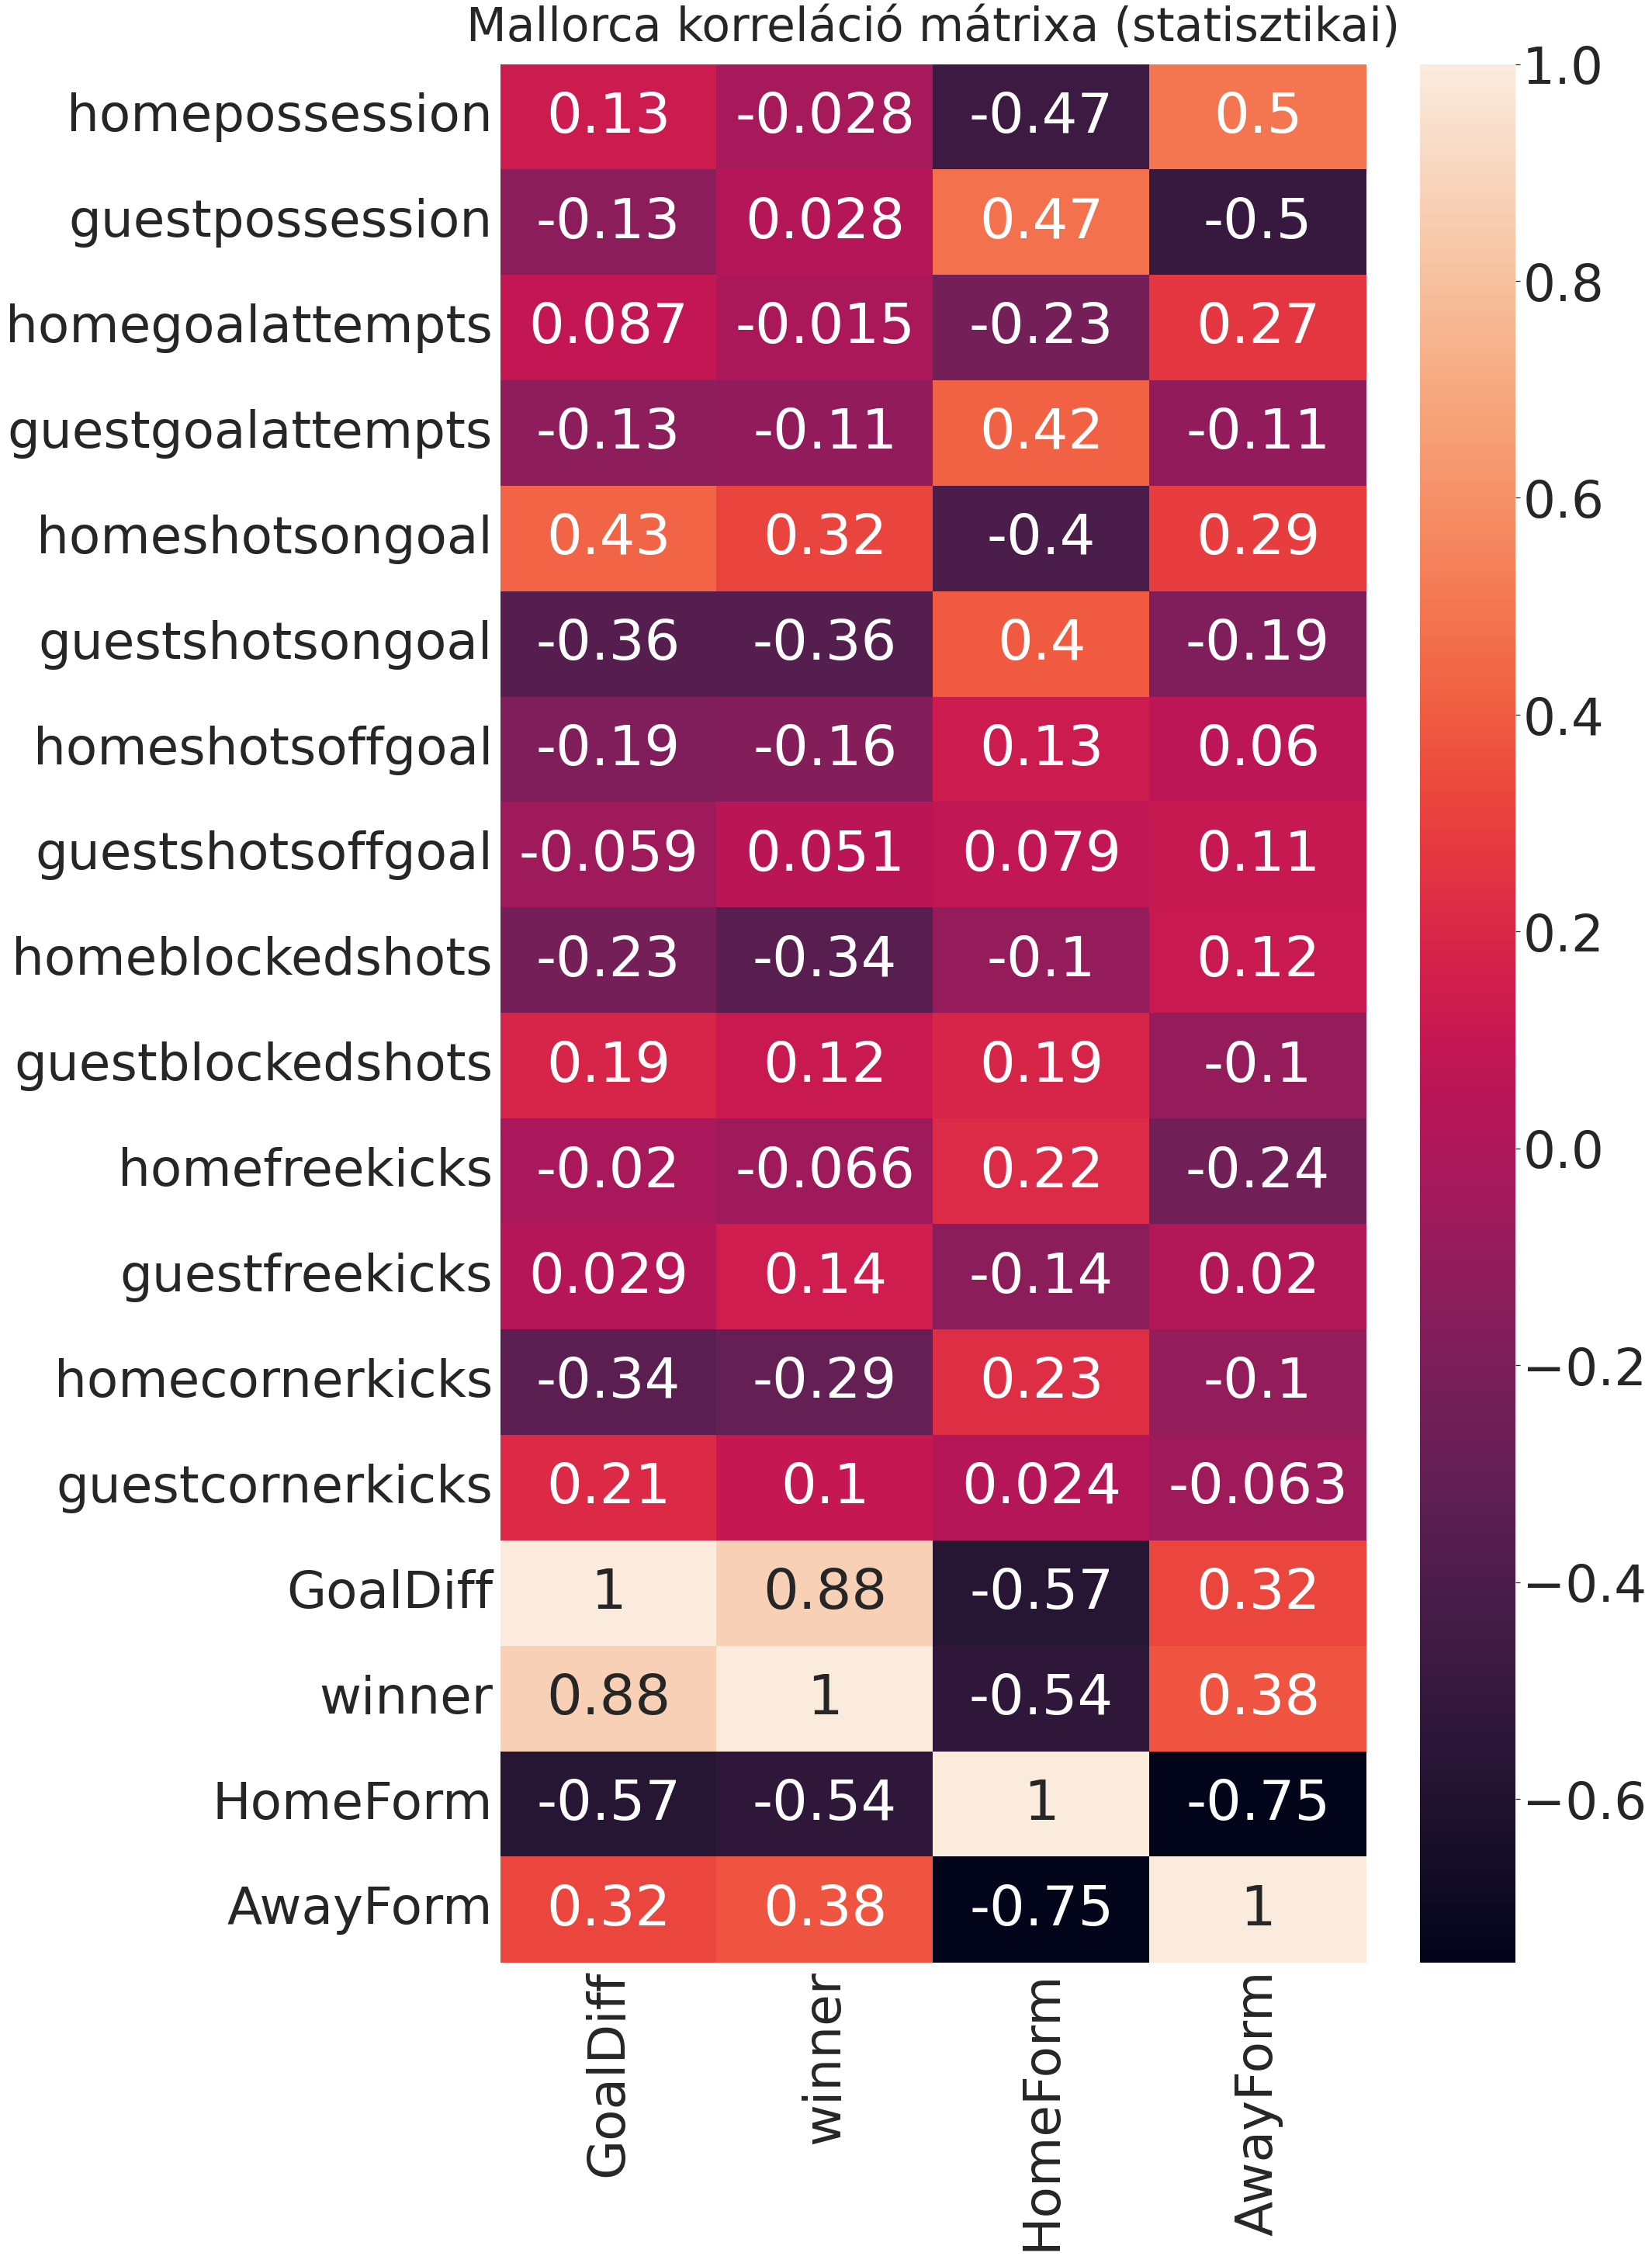 Mallorca korreláció mátrixa (statisztikai)
homepossession 0.13 -0.028 -0.47 0.5
guestpossession -0.13 0.028 0.47 -0.5
homegoalattempts 0.087 -0.015 -0.23 0.27
guestgoalattempts -0.13 -0.11 0.42 -0.11
homeshotsongoal 0.43 0.32 -0.4 0.29
guestshotsongoal -0.36 -0.36 0.4 -0.19
homeshotsoffgoal -0.19 -0.16 0.13 0.06
guestshotsoffgoal -0.059 0.051 0.079 0.11
homeblockedshots -0.23 -0.34 -0.1 0.12
guestblockedshots 0.19 0.12 0.19 -0.1
homefreekicks -0.02 -0.066 0.22 -0.24
guestfreekicks 0.029 0.14 -0.14 0.02
homecornerkicks -0.34 -0.29 0.23 -0.1
guestcornerkicks 0.21 0.1 0.024 -0.063
GoalDiff 1 0.88 -0.57 0.32
winner 0.88 1 -0.54 0.38
HomeForm -0.57 -0.54 1 -0.75
AwayForm 0.32 0.38 -0.75 1
GoalDiff
winner
HomeForm
AwayForm
1.0
0.8
0.6
0.4
0.2
0.0
−0.2
−0.4
−0.6